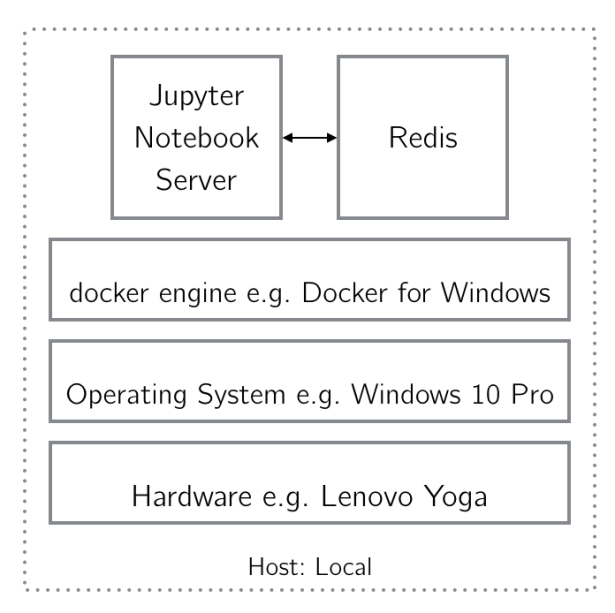 Jupyter
Notebook
Server
Redis
docker engine e.g. Docker for Windows
Operating System e.g. Windows 10 Pro
Hardware e.g. Lenovo Yoga
Host: Local